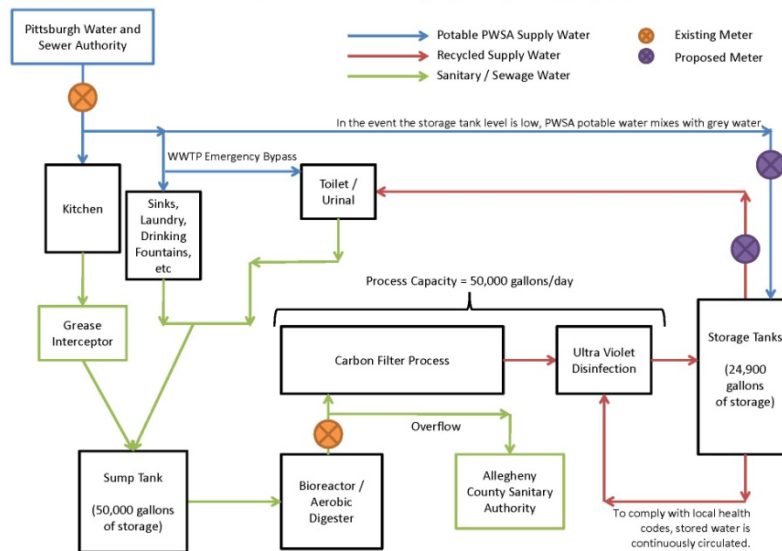 Pittsburgh Water and
Sewer Authority
Potable PWSA Supply Water
Recycled Supply Water
Sanitary / Sewage Water
Existing Meter
Proposed Meter
In the event the storage tank level is low, PWSA potable water mixes with grey water
WWTP Emergency Bypass
Kitchen
Sinks,
Laundry,
Drinking
Fountains,
etc
Toilet /
Urinal
Process Capacity = 50,000 gallons/day
Grease
Interceptor
Carbon Filter Process
Ultra Violet
Disinfection
Storage Tanks
(24,900
gallons
of storage)
Overflow
Sump Tank
(50,000 gallons
of storage)
Bioreactor /
Aerobic
Digester
Allegheny
County Sanitary
Authority
To comply with local health
codes, stored water is
continuously circulated.